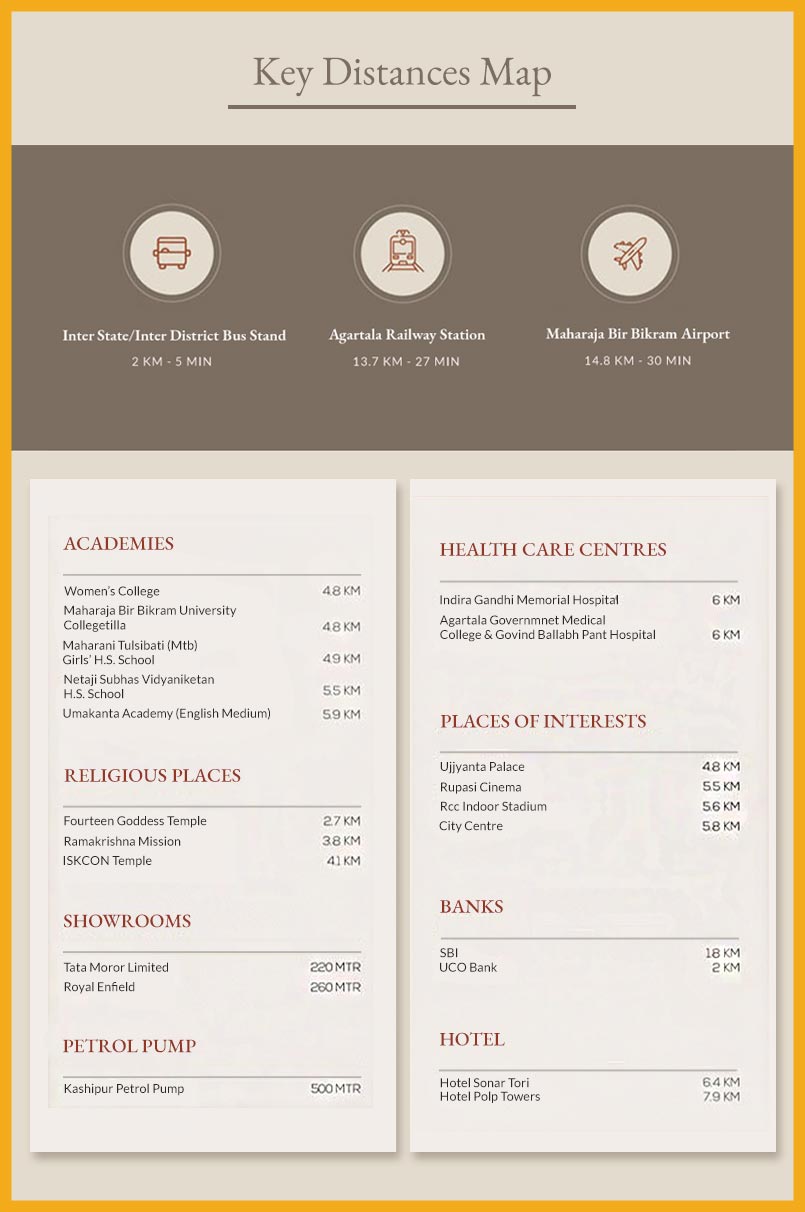 Key Distances Map
Inter State/Inter District Bus Stand
2 KM - 5 MIN
Agartala Railway Station
13.7 KM - 27 MIN
Maharaja Bir Bikram Airport
14.8 KM - 30 MIN
ACADEMIES
Women's College 4.8 KM
Maharaja Bir Bikram University
Collegetilla 4.8 KM
Maharani Tulsibati (Mtb)
Girls' H.S. School 4.9 KM
Netaji Subhas Vidyaniketan
H.S. School 5.5 KM
Umakanta Academy (English Medium) 5.9 KM
RELIGIOUS PLACES
Fourteen Goddess Temple 2.7 KM
Ramakrishna Mission 3.8 KM
ISKCON Temple 4.1 KM
SHOWROOMS
Tata Moror Limited 220 MTR
Royal Enfield 260 MTR
PETROL PUMP
Kashipur Petrol Pump 500 MTR
HEALTH CARE CENTRES
Indira Gandhi Memorial Hospital 6 KM
Agartala Governmnet Medical
College & Govind Ballabh Pant Hospital 6 KM
PLACES OF INTERESTS
Ujjyanta Palace 4.8 KM
Rupasi Cinema 5.5 KM
Rcc Indoor Stadium 5.6 KM
City Centre 5.8 KM
BANKS
SBI 1.8 KM
UCO Bank 2 KM
HOTEL
Hotel Sonar Tori 6.4 KM
Hotel Polp Towers 7.9 KM